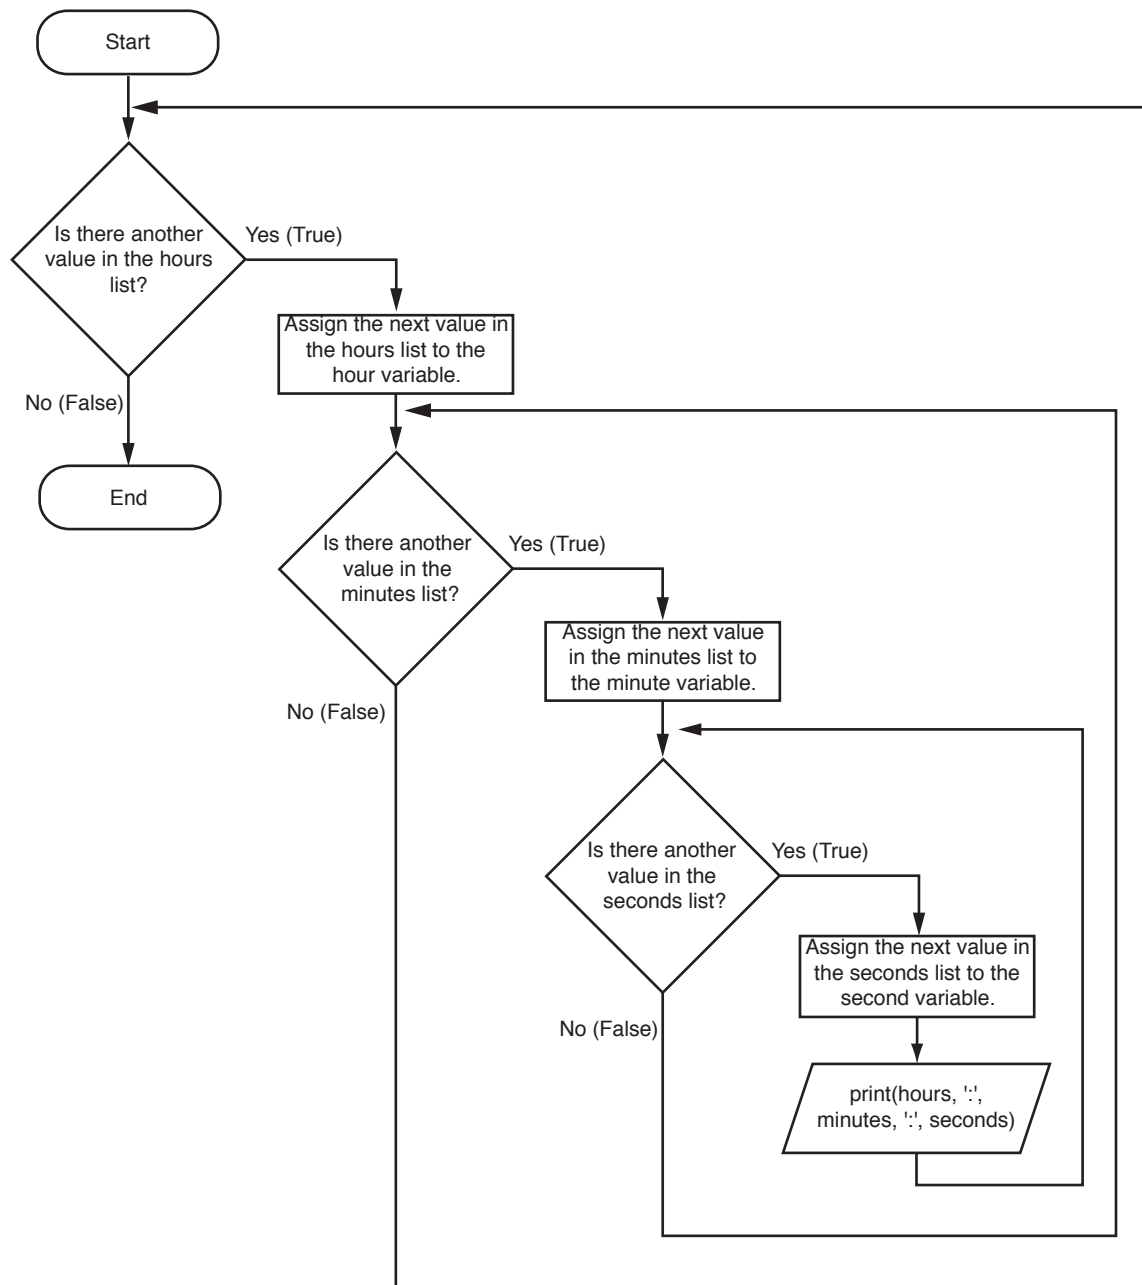 Start
Is there another
value in the hours
list?
Yes (True)
Assign the next value in
the hours list to the
hour variable.
No (False)
End
Is there another
value in the
minutes list?
Yes (True)
Assign the next value
in the minutes list to
the minute variable.
No (False)
Is there another
value in the
seconds list?
Yes (True)
Assign the next value in
the seconds list to the
second variable.
No (False)
print(hours, ':',
minutes, ':', seconds)